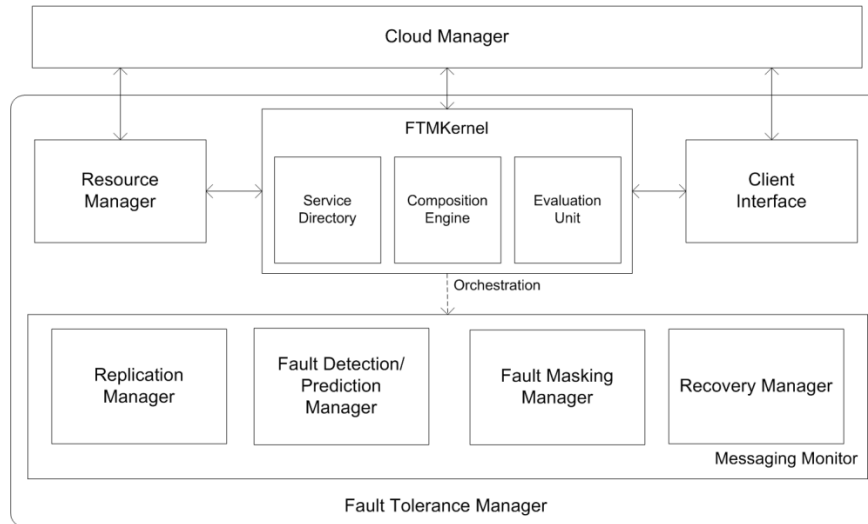 Cloud Manager
FTMKernel
Resource
Manager
Service
Directory
Composition
Engine
Evaluation
Unit
Client
Interface
Orchestration
Replication
Manager
Fault Detection/
Prediction
Manager
Fault Masking
Manager
Recovery Manager
Messaging Monitor
Fault Tolerance Manager